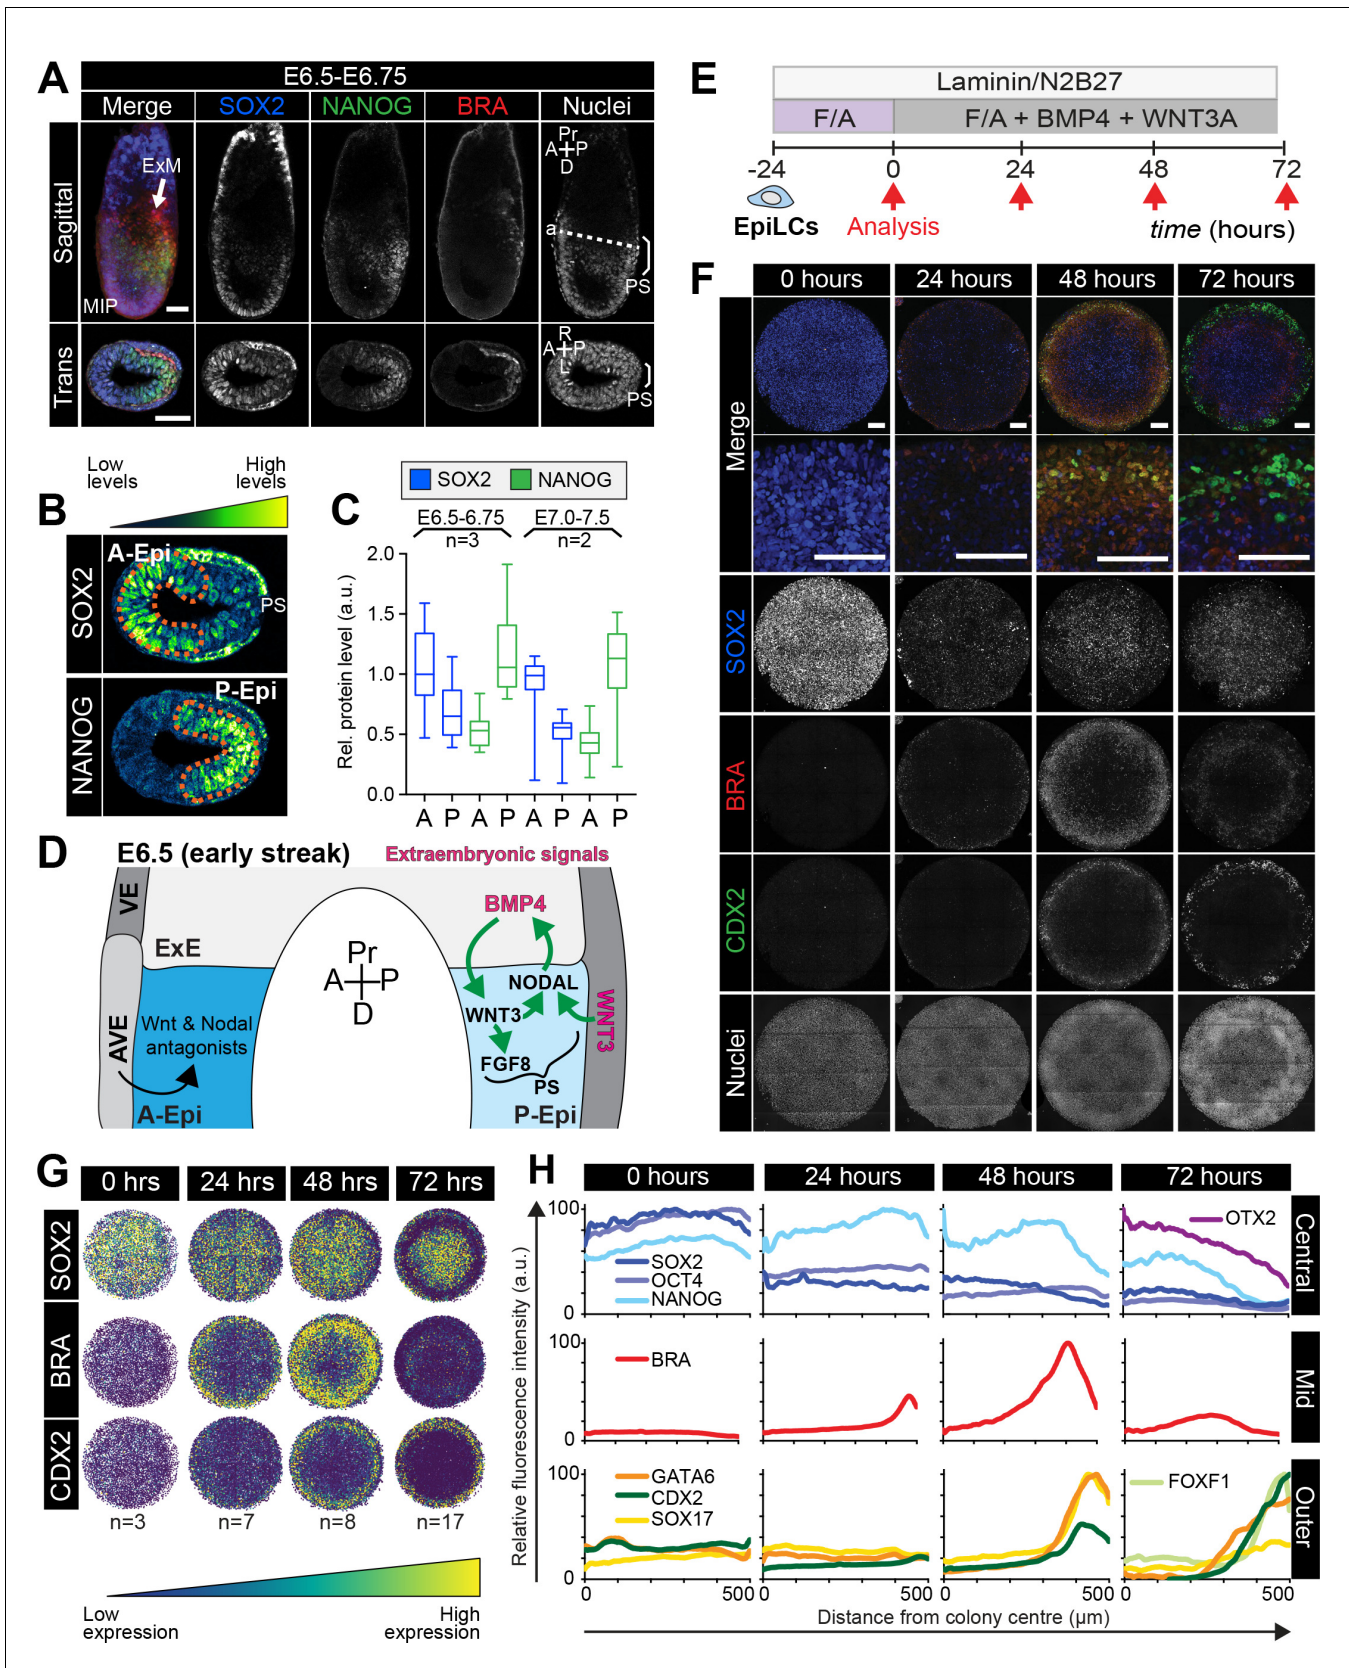 A
E6.5-E6.75
Merge
SOX2
NANOG
BRA
Nuclei
Sagittal
ExM
MIP
Pr
A P
D
a
PS
Trans
R
A P
L
PS
B
Low levels
High levels
SOX2
A-Epi
PS
NANOG
P-Epi
C
SOX2
NANOG
E6.5-6.75
n=3
E7.0-7.5
n=2
Rel. protein level (a.u.)
2.0
1.5
1.0
0.5
0.0
A P A P A P A P
D
E6.5 (early streak)
Extraembryonic signals
VE
ExE
BMP4
Pr
A P
D
NODAL
WNT3
WNT3
FGF8
PS
AVE
Wnt & Nodal
antagonists
A-Epi
P-Epi
E
Laminin/N2B27
F/A
F/A + BMP4 + WNT3A
-24
0
24
48
72
EpiLCs
Analysis
time (hours)
F
0 hours
24 hours
48 hours
72 hours
Merge
SOX2
BRA
CDX2
Nuclei
G
0 hrs
24 hrs
48 hrs
72 hrs
SOX2
BRA
CDX2
n=3
n=7
n=8
n=17
Low
expression
High
expression
H
0 hours
24 hours
48 hours
72 hours
Relative fluorescence intensity (a.u.)
100
0
SOX2
OCT4
NANOG
OTX2
Central
100
0
BRA
Mid
100
0
GATA6
CDX2
SOX17
FOXF1
Outer
0
500
0
500
0
500
0
500
Distance from colony centre (µm)